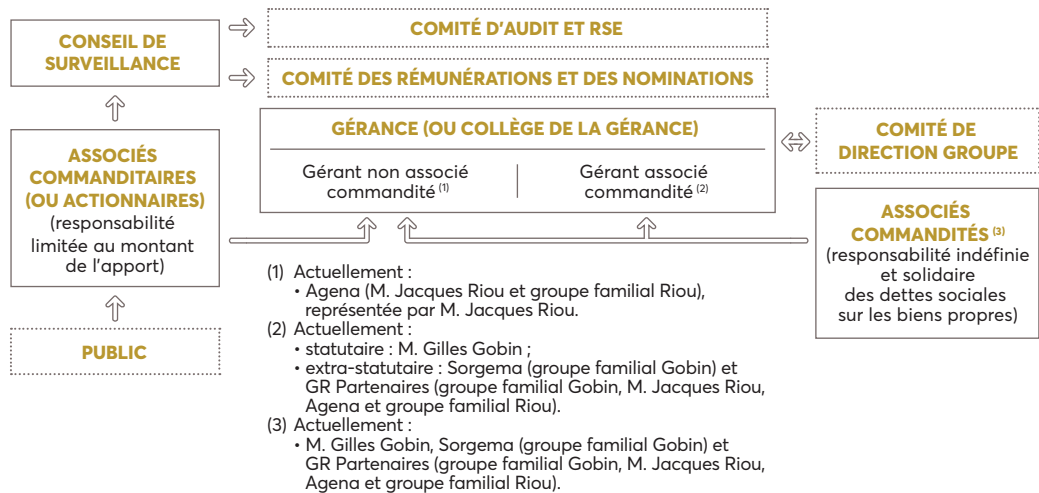 CONSEIL DE
SURVEILLANCE
COMITÉ D'AUDIT ET RSE
COMITÉ DES RÉMUNÉRATIONS ET DES NOMINATIONS
ASSOCIÉS
COMMANDITAIRES
(OU ACTIONNAIRES)
(responsabilité
limitée au montant
de l'apport)
PUBLIC
GÉRANCE (OU COLLÈGE DE LA GÉRANCE)
Gérant non associé
commandité (1)
Gérant associé
commandité (2)
COMITÉ DE
DIRECTION GROUPE
ASSOCIÉS
COMMANDITÉS (3)
(responsabilité indéfinie
et solidaire
des dettes sociales
sur les biens propres)
(1) Actuellement :
• Agena (M. Jacques Riou et groupe familial Riou),
représentée par M. Jacques Riou.
(2) Actuellement :
• statutaire : M. Gilles Gobin ;
• extra-statutaire : Sorgema (groupe familial Gobin) et
GR Partenaires (groupe familial Gobin, M. Jacques Riou,
Agena et groupe familial Riou).
(3) Actuellement :
• M. Gilles Gobin, Sorgema (groupe familial Gobin) et
GR Partenaires (groupe familial Gobin, M. Jacques Riou,
Agena et groupe familial Riou).